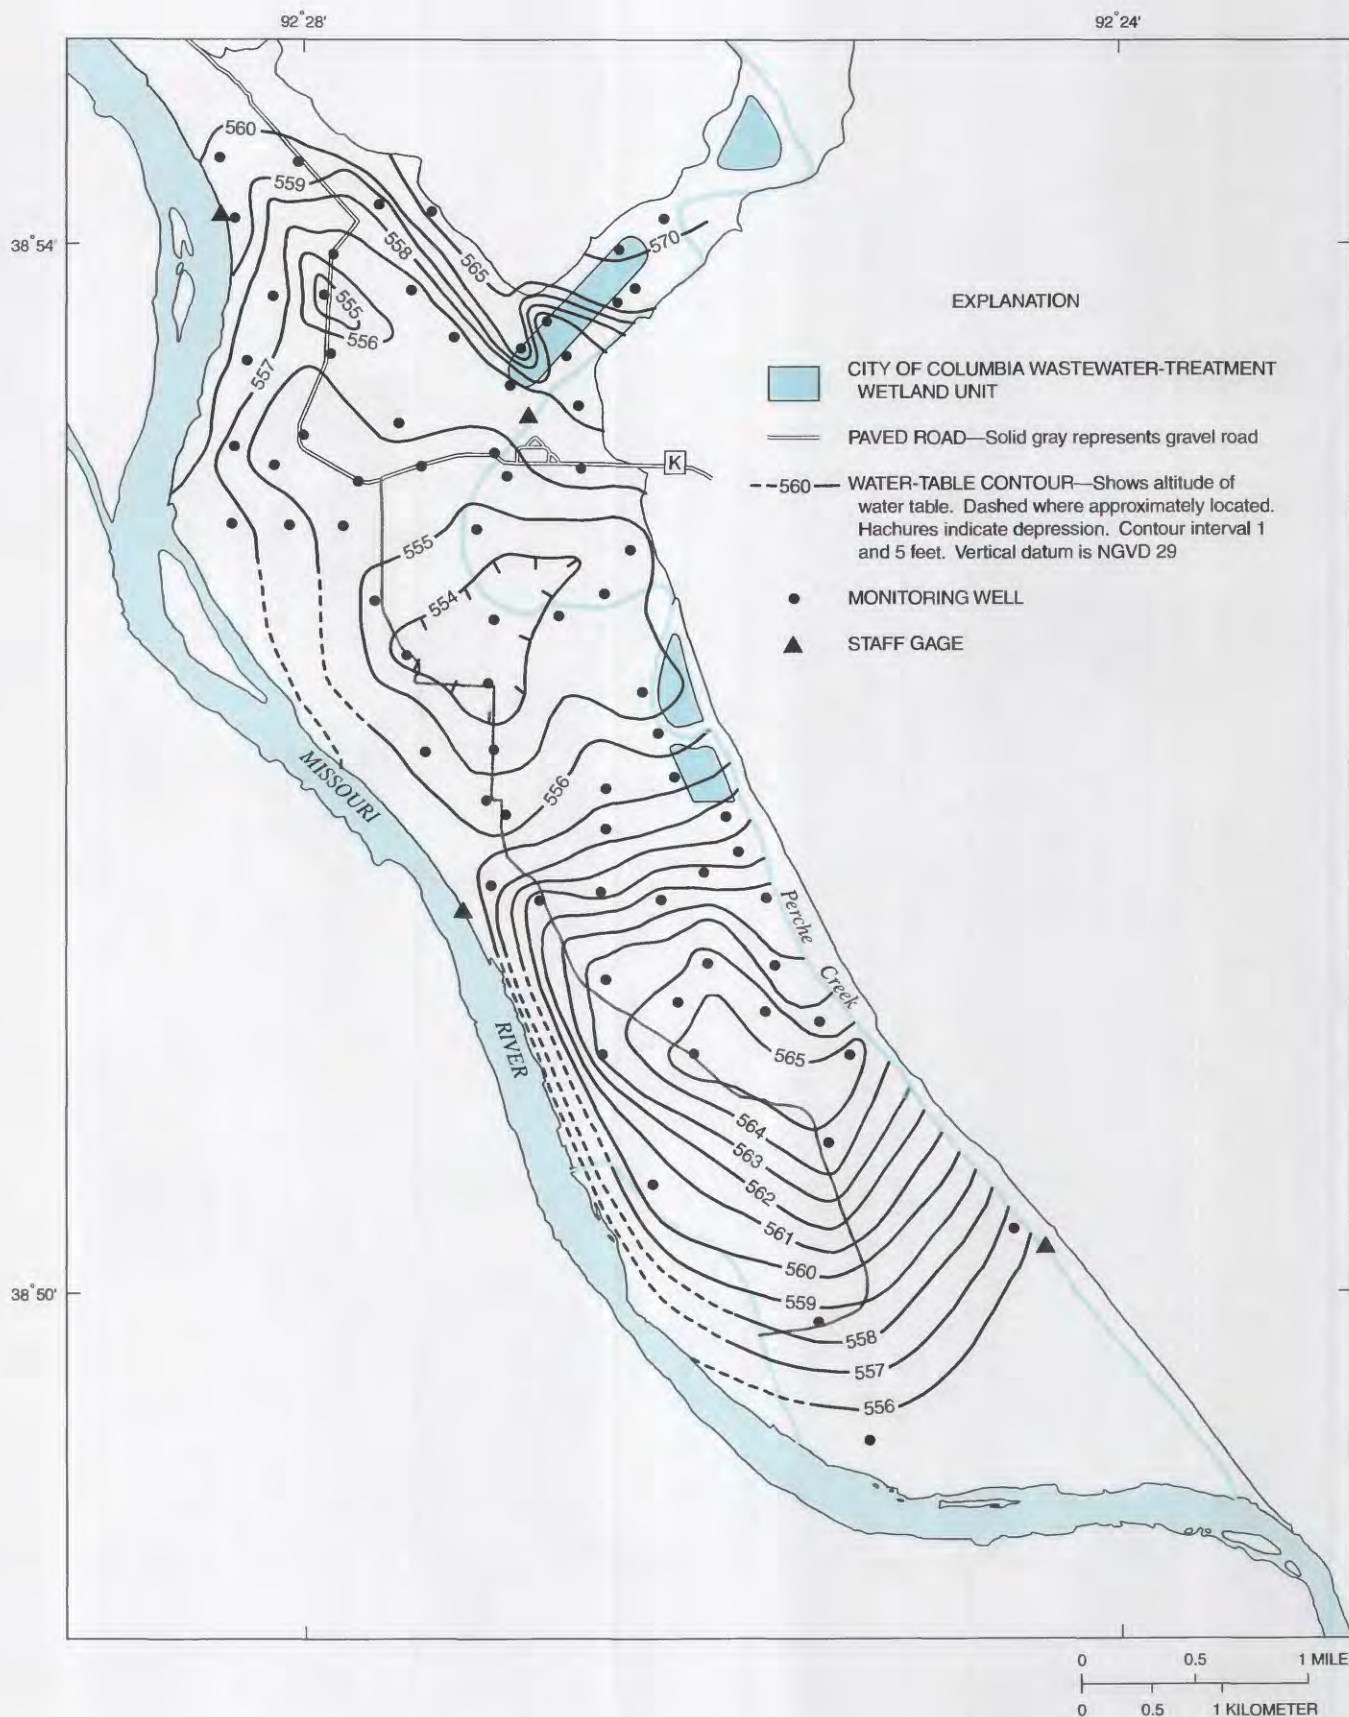 92°28'
92°24'
38°54'
38°50'
560
559
558
565
570
555
556
557
K
555
554
556
MISSOURI
RIVER
Perche
Creek
565
564
563
562
561
560
559
558
557
556
EXPLANATION
CITY OF COLUMBIA WASTEWATER-TREATMENT
WETLAND UNIT
PAVED ROAD—Solid gray represents gravel road
--560— WATER-TABLE CONTOUR—Shows altitude of
water table. Dashed where approximately located.
Hachures indicate depression. Contour interval 1
and 5 feet. Vertical datum is NGVD 29
MONITORING WELL
STAFF GAGE
0 0.5 1 MILE
0 0.5 1 KILOMETER